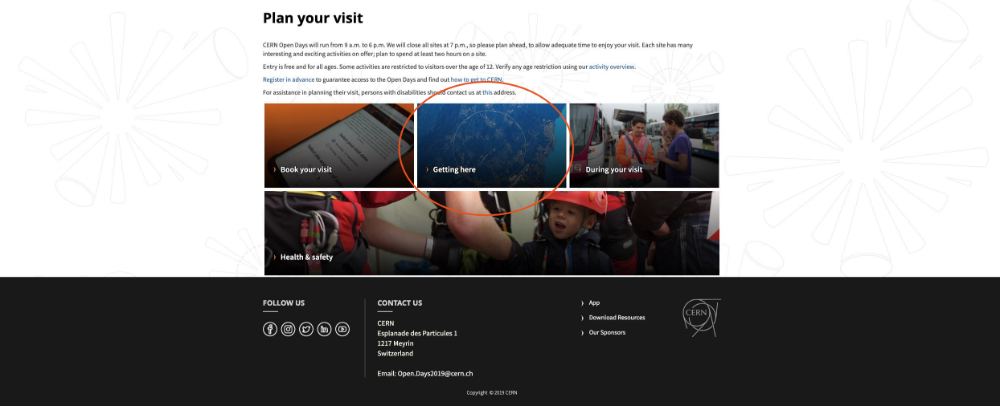 Plan your visit
CERN Open Days will run from 9 a.m. to 6 p.m. We will close all sites at 7 p.m., so please plan ahead, to allow adequate time to enjoy your visit. Each site has many
interesting and exciting activities on offer; plan to spend at least two hours on a site.
Entry is free and for all ages. Some activities are restricted to visitors over the age of 12. Verify any age restriction using our activity overview.
Register in advance to guarantee access to the Open Days and find out how to get to CERN.
For assistance in planning their visit, persons with disabilities should contact us at this address.
Book your visit
Getting here
During your visit
Health & safety
FOLLOW US
CONTACT US
CERN
Esplanade des Particules 1
1217 Meyrin
Switzerland
Email: Open.Days2019@cern.ch
App
Download Resources
Our Sponsors
CERN
Copyright © 2019 CERN